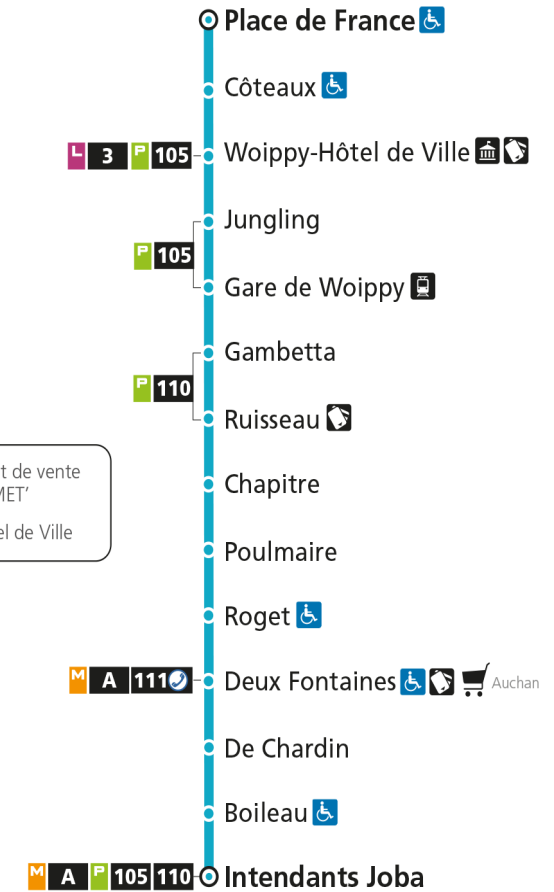 Place de France
Côteaux
L 3 P 105 Woippy-Hôtel de Ville
Jungling
P 105
Gare de Woippy
Gambetta
P 110
Ruisseau
de vente
Chapitre
MET'
de Ville
Poulmaire
Roget
M A 111 Deux Fontaines Auchan
De Chardin
Boileau
M A P 105 110 Intendants Joba